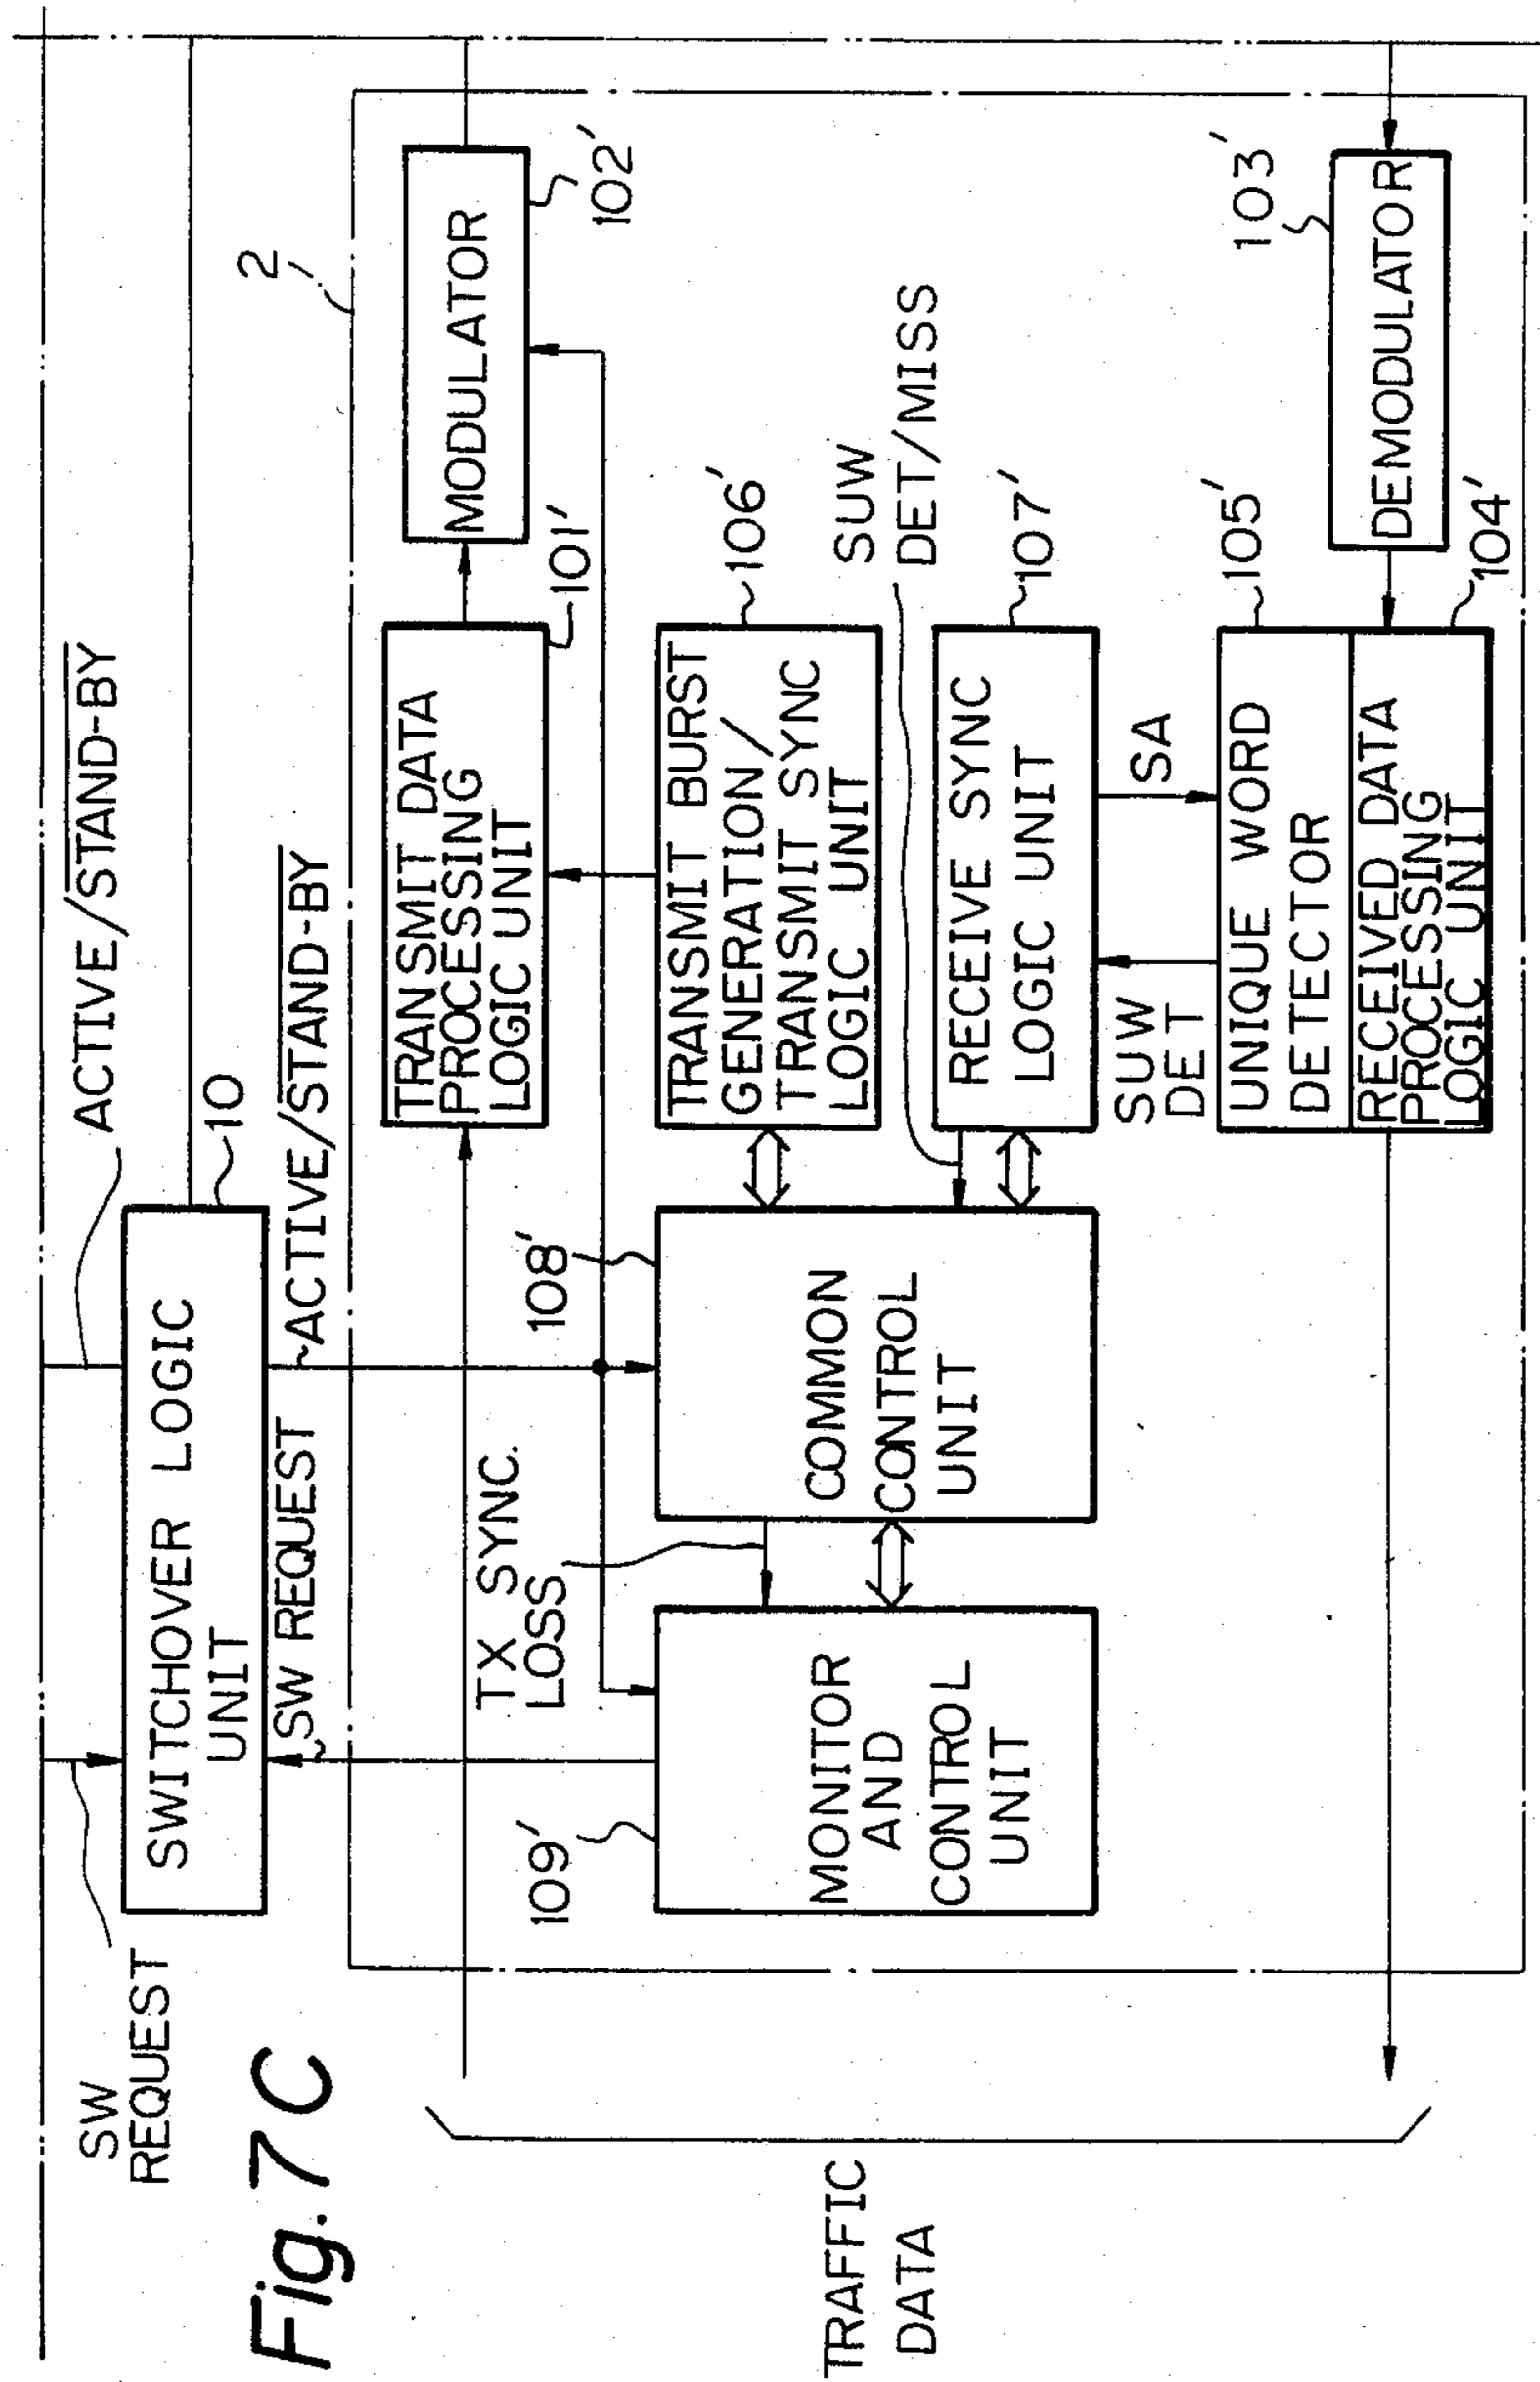 Fig. 7C
SW
REQUEST
ACTIVE/STAND-BY
SWITCHOVER LOGIC
UNIT
10
SW REQUEST
ACTIVE/STAND-BY
2
TRANSMIT DATA
PROCESSING
LOGIC UNIT
101'
MODULATOR
102'
TX SYNC.
LOSS
109'
MONITOR
AND
CONTROL
UNIT
108'
COMMON
CONTROL
UNIT
TRANSMIT BURST
GENERATION/
TRANSMIT SYNC
LOGIC UNIT
106'
SUW
DET/MISS
RECEIVE SYNC
LOGIC UNIT
107'
SUW
DET
SA
UNIQUE WORD
DETECTOR
105'
RECEIVED DATA
PROCESSING
LOGIC UNIT
104'
DEMODULATOR
103'
TRAFFIC
DATA